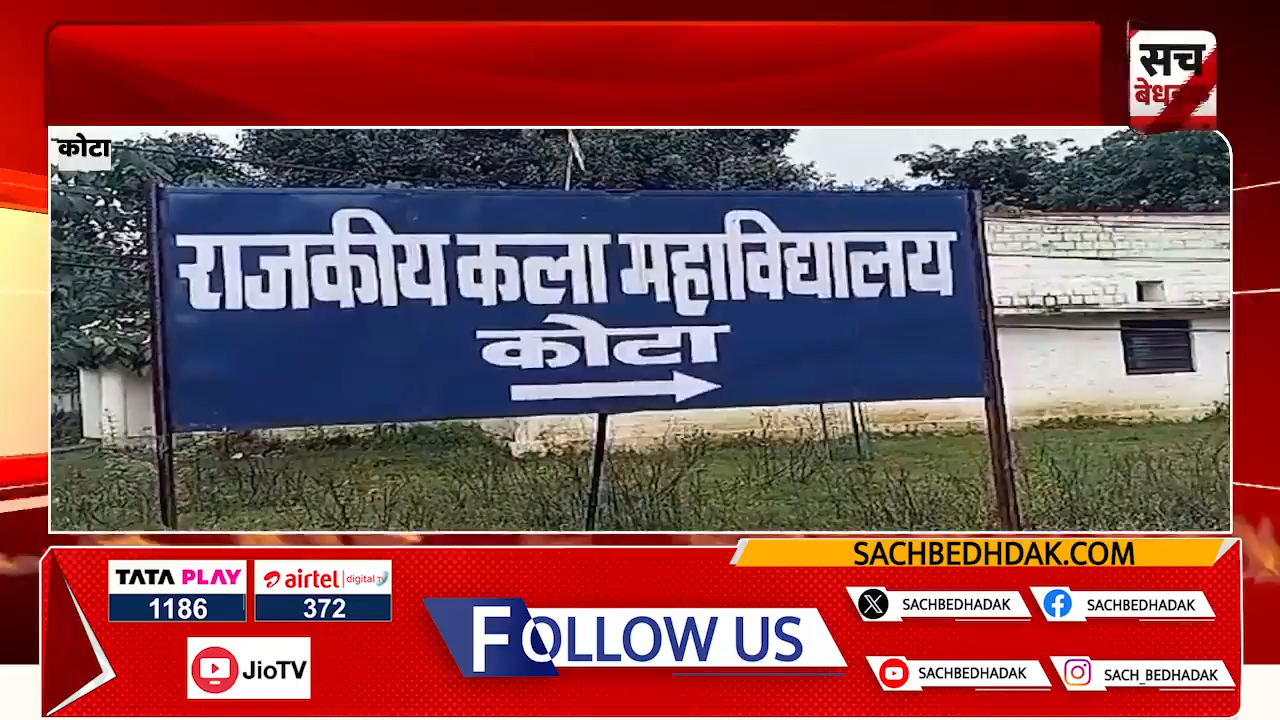 सच
बेधड़क
कोटा
राजकीय कला महाविद्यालय
कोटा
SACHBEDHDAK.COM
TATA PLAY
1186
airtel digital TV
372
JioTV
FOLLOW US
SACHBEDHADAK
SACHBEDHADAK
SACHBEDHADAK
SACH_BEDHADAK